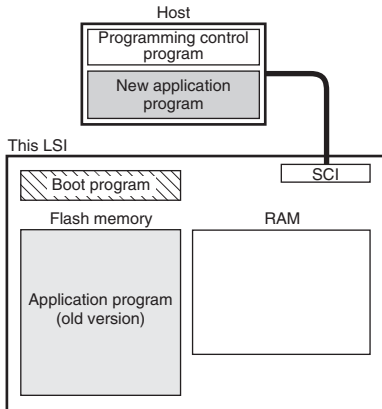 Host
Programming control
program
New application
program
This LSI
SCI
Boot program
Flash memory
RAM
Application program
(old version)